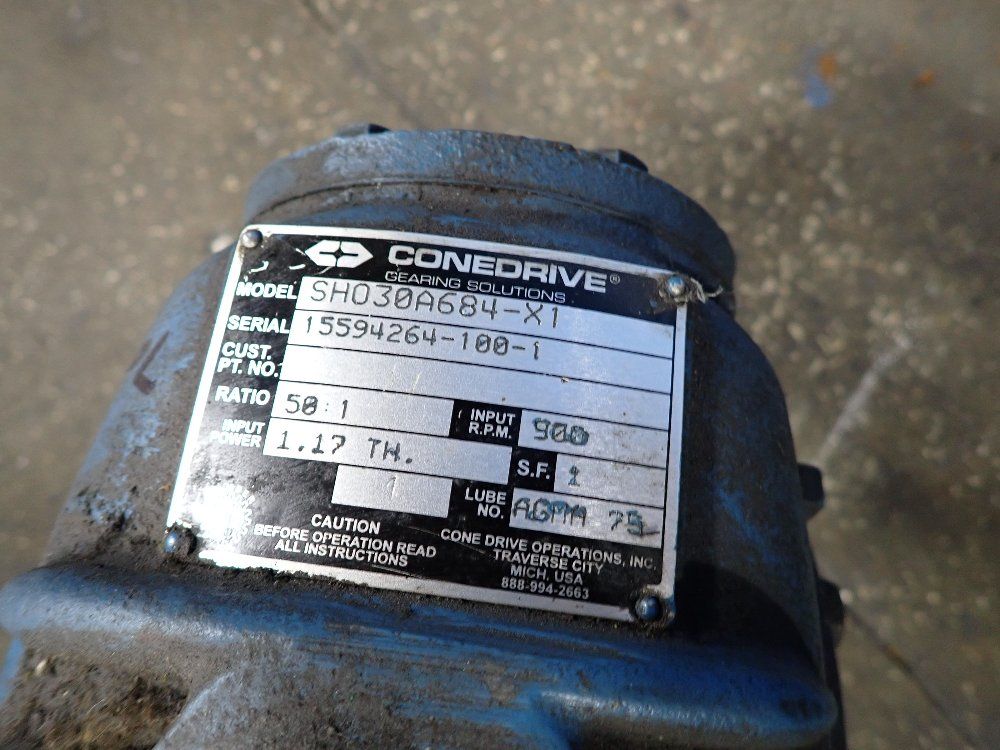 CONEDRIVE®
GEARING SOLUTIONS
MODEL SHO30A684-X1
SERIAL 15594264-100-1
CUST.
PT. NO.
RATIO 50:1 INPUT R.P.M. 900
INPUT POWER 1.17 TH. S.F. 1
1 LUBE NO. AGMA 7S
CAUTION
BEFORE OPERATION READ
ALL INSTRUCTIONS
CONE DRIVE OPERATIONS, INC.
TRAVERSE CITY
MICH. USA
888-994-2663